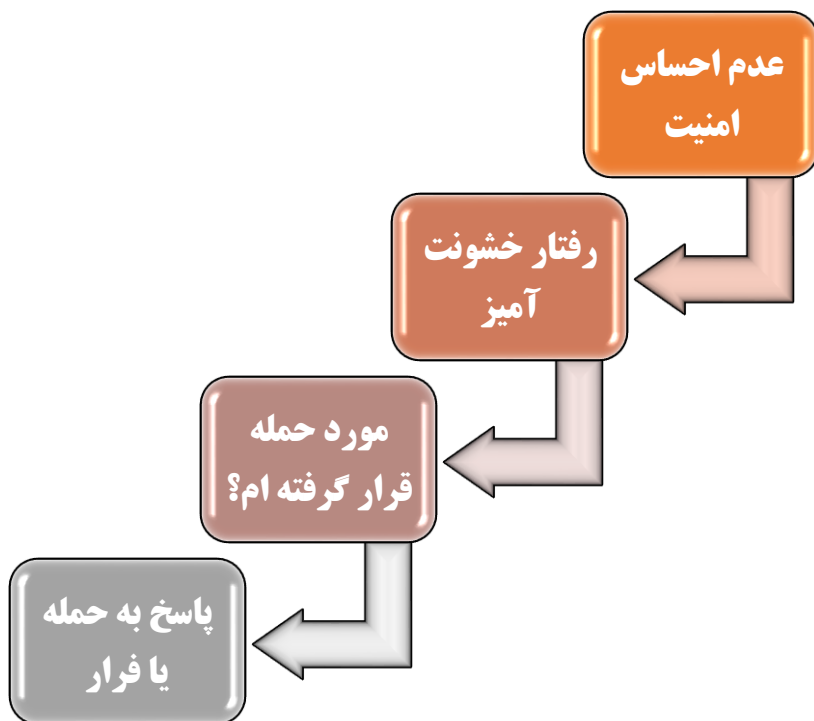 عدم احساس
امنیت
رفتار خشونت
آمیز
مورد حمله
قرار گرفته ام؟
پاسخ به حمله
یا فرار